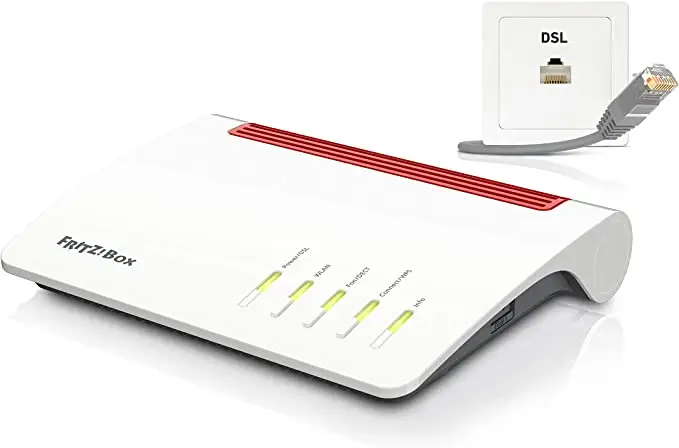 DSL
FRITZ!Box
Power/DSL
WLAN
Fon/DECT
Connect/WPS
Info